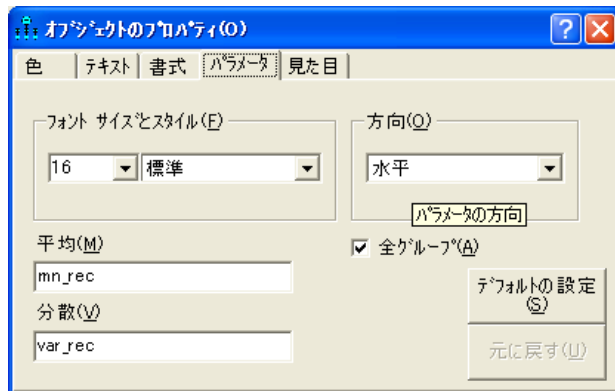 ｵﾌﾞｼﾞｪｸﾄのﾌﾟﾛﾊﾟﾃｨ(O)
色
ﾃｷｽﾄ
書式
ﾊﾟﾗﾒｰﾀ
見た目
ﾌｫﾝﾄ ｻｲｽﾞとｽﾀｲﾙ(F)
16
標準
方向(O)
水平
ﾊﾟﾗﾒｰﾀの方向
平均(M)
mn_rec
全ｸﾞﾙｰﾌﾟ(A)
分散(V)
var_rec
ﾃﾞﾌｫﾙﾄの設定
(S)
元に戻す(U)